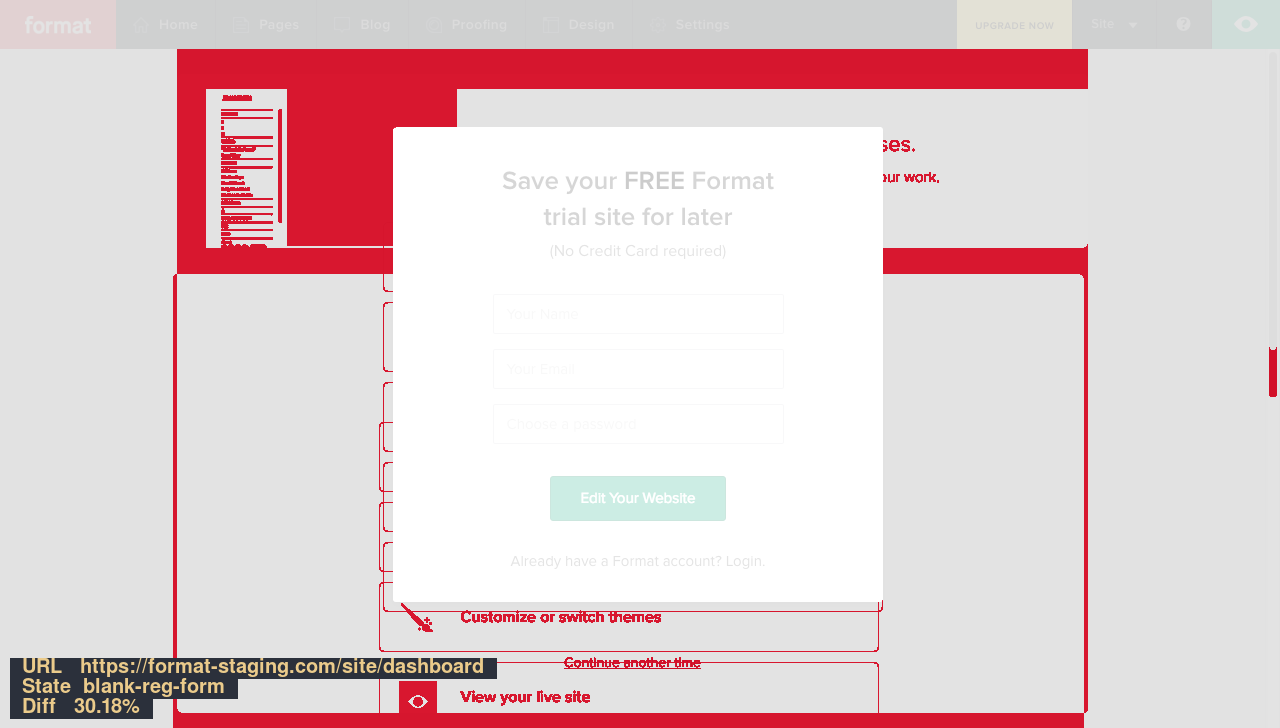 format
Home
Pages
Blog
Proofing
Design
Settings
UPGRADE NOW
Site
?
ses.
our work,
Save your FREE Format
trial site for later
(No Credit Card required)
Your Name
Your Email
Choose a password
Edit Your Website
Already have a Format account? Login.
Customize or switch themes
Continue another time
View your live site
URL https://format-staging.com/site/dashboard
State blank-reg-form
Diff 30.18%